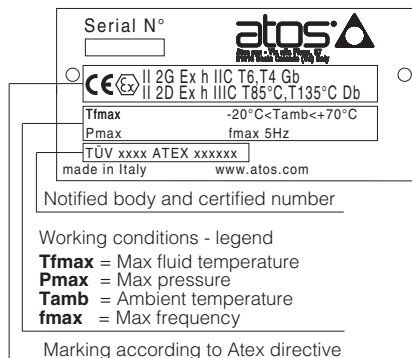 Serial N°
atos
II 2G Ex h IIC T6,T4 Gb
II 2D Ex h IIIC T85°C,T135°C Db
Tfmax -20°C<Tamb<+70°C
Pmax fmax 5Hz
TÜV xxxx ATEX xxxxxx
made in Italy www.atos.com
Notified body and certified number
Working conditions - legend
Tfmax = Max fluid temperature
Pmax = Max pressure
Tamb = Ambient temperature
fmax = Max frequency
Marking according to Atex directive